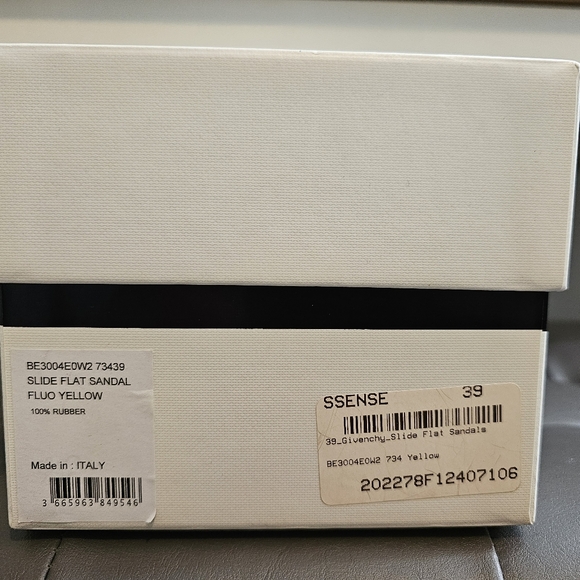 BE3004E0W2 73439
SLIDE FLAT SANDAL
FLUO YELLOW
100% RUBBER
Made in : ITALY
3 665963 849546
SSENSE 39
39_Givenchy_Slide Flat Sandals
BE3004E0W2 734 Yellow
202278F12407106